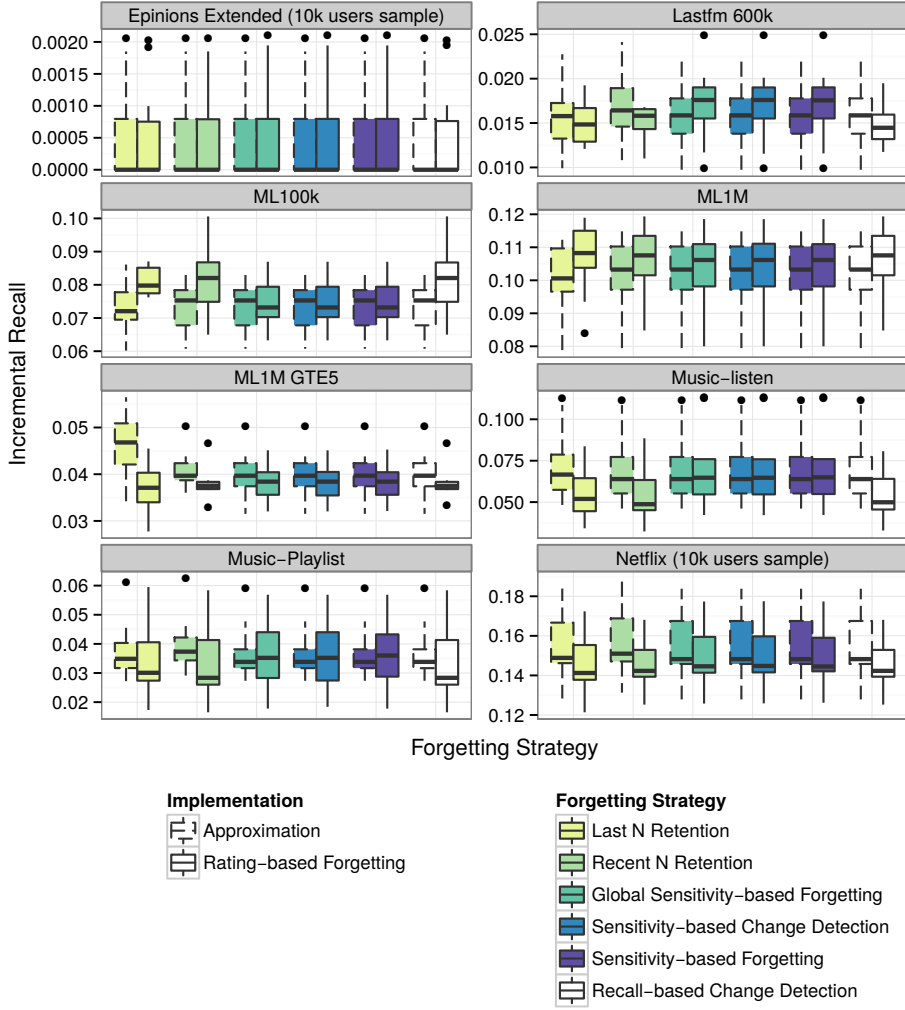 Epinions Extended (10k users sample)
Lastfm 600k
0.0020
0.0015
0.0010
0.0005
0.0000
0.025
0.020
0.015
0.010
ML100k
ML1M
0.10
0.09
0.08
0.07
0.06
0.12
0.11
0.10
0.09
0.08
Incremental Recall
ML1M GTE5
Music-listen
0.05
0.04
0.03
0.100
0.075
0.050
Music-Playlist
Netflix (10k users sample)
0.06
0.05
0.04
0.03
0.02
0.18
0.16
0.14
0.12
Forgetting Strategy
Implementation
Approximation
Rating-based Forgetting
Forgetting Strategy
Last N Retention
Recent N Retention
Global Sensitivity-based Forgetting
Sensitivity-based Change Detection
Sensitivity-based Forgetting
Recall-based Change Detection